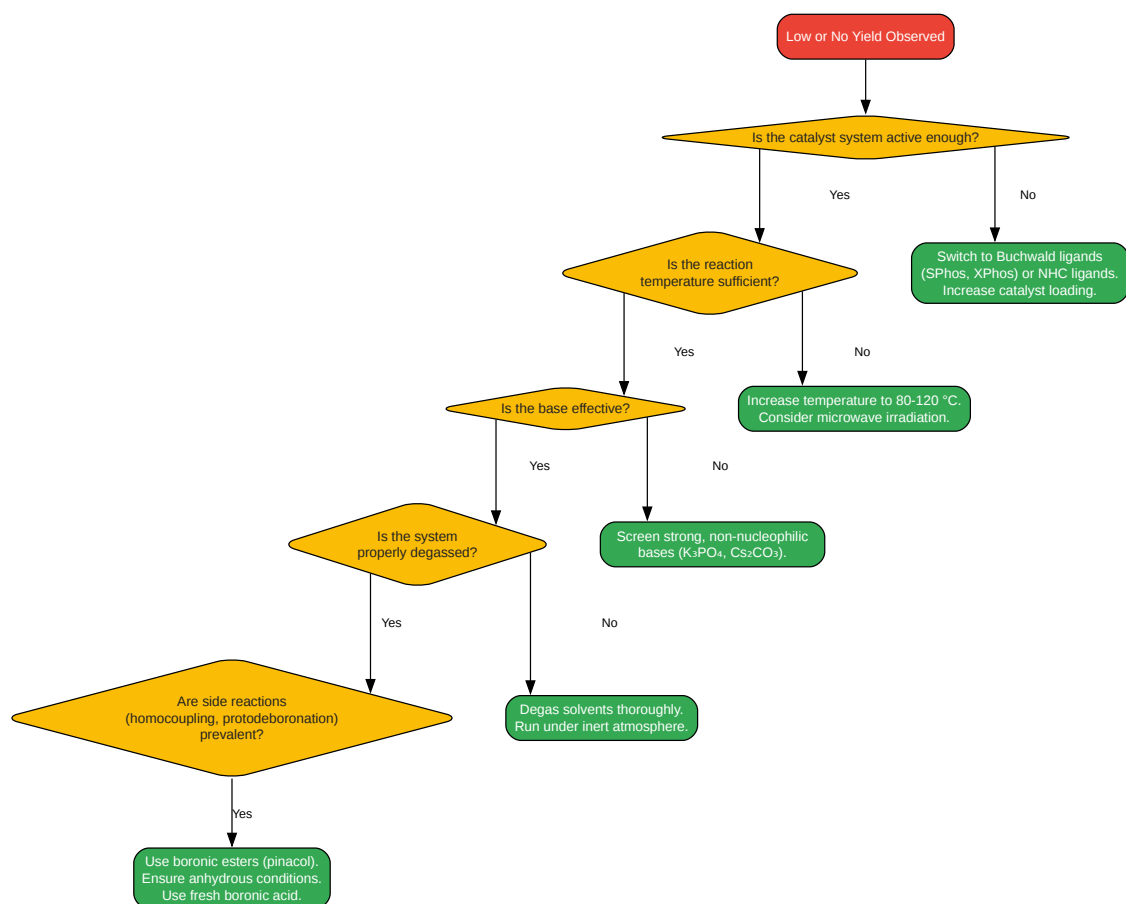 Low or No Yield Observed
Is the catalyst system active enough?
Yes
No
Switch to Buchwald ligands
(SPhos, XPhos) or NHC ligands.
Increase catalyst loading.
Is the reaction
temperature sufficient?
Yes
No
Increase temperature to 80-120 °C.
Consider microwave irradiation.
Is the base effective?
Yes
No
Screen strong, non-nucleophilic
bases (K₃PO₄, Cs₂CO₃).
Is the system
properly degassed?
Yes
No
Degas solvents thoroughly.
Run under inert atmosphere.
Are side reactions
(homocoupling, protodeboronation)
prevalent?
Yes
Use boronic esters (pinacol).
Ensure anhydrous conditions.
Use fresh boronic acid.